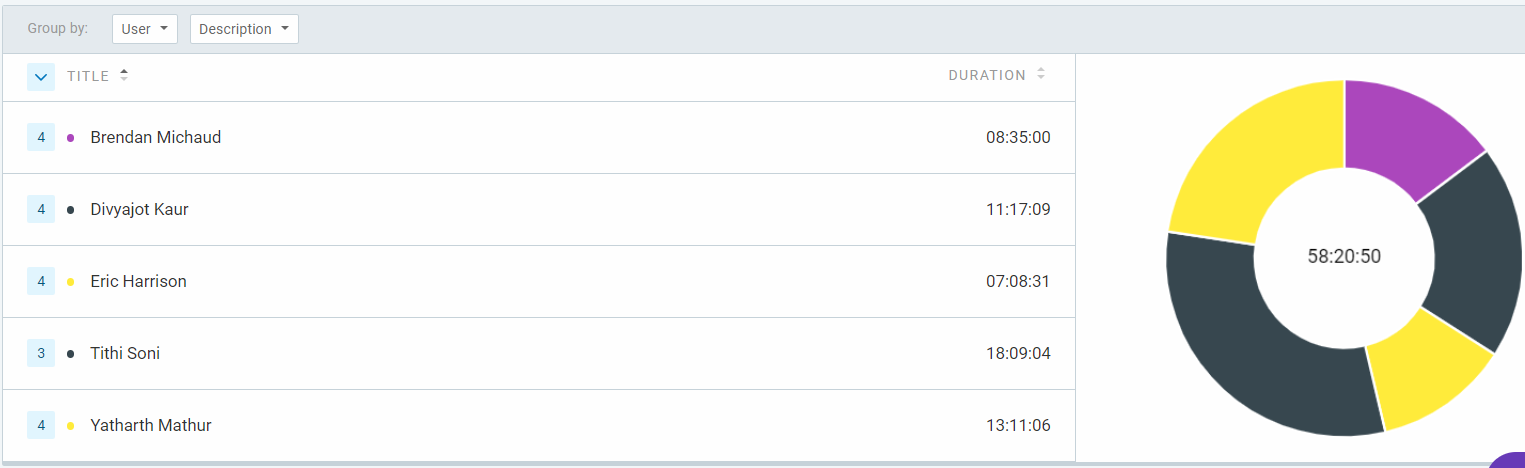 Group by: User Description
TITLE DURATION
4 Brendan Michaud 08:35:00
4 Divyajot Kaur 11:17:09
4 Eric Harrison 07:08:31
3 Tithi Soni 18:09:04
4 Yatharth Mathur 13:11:06
58:20:50